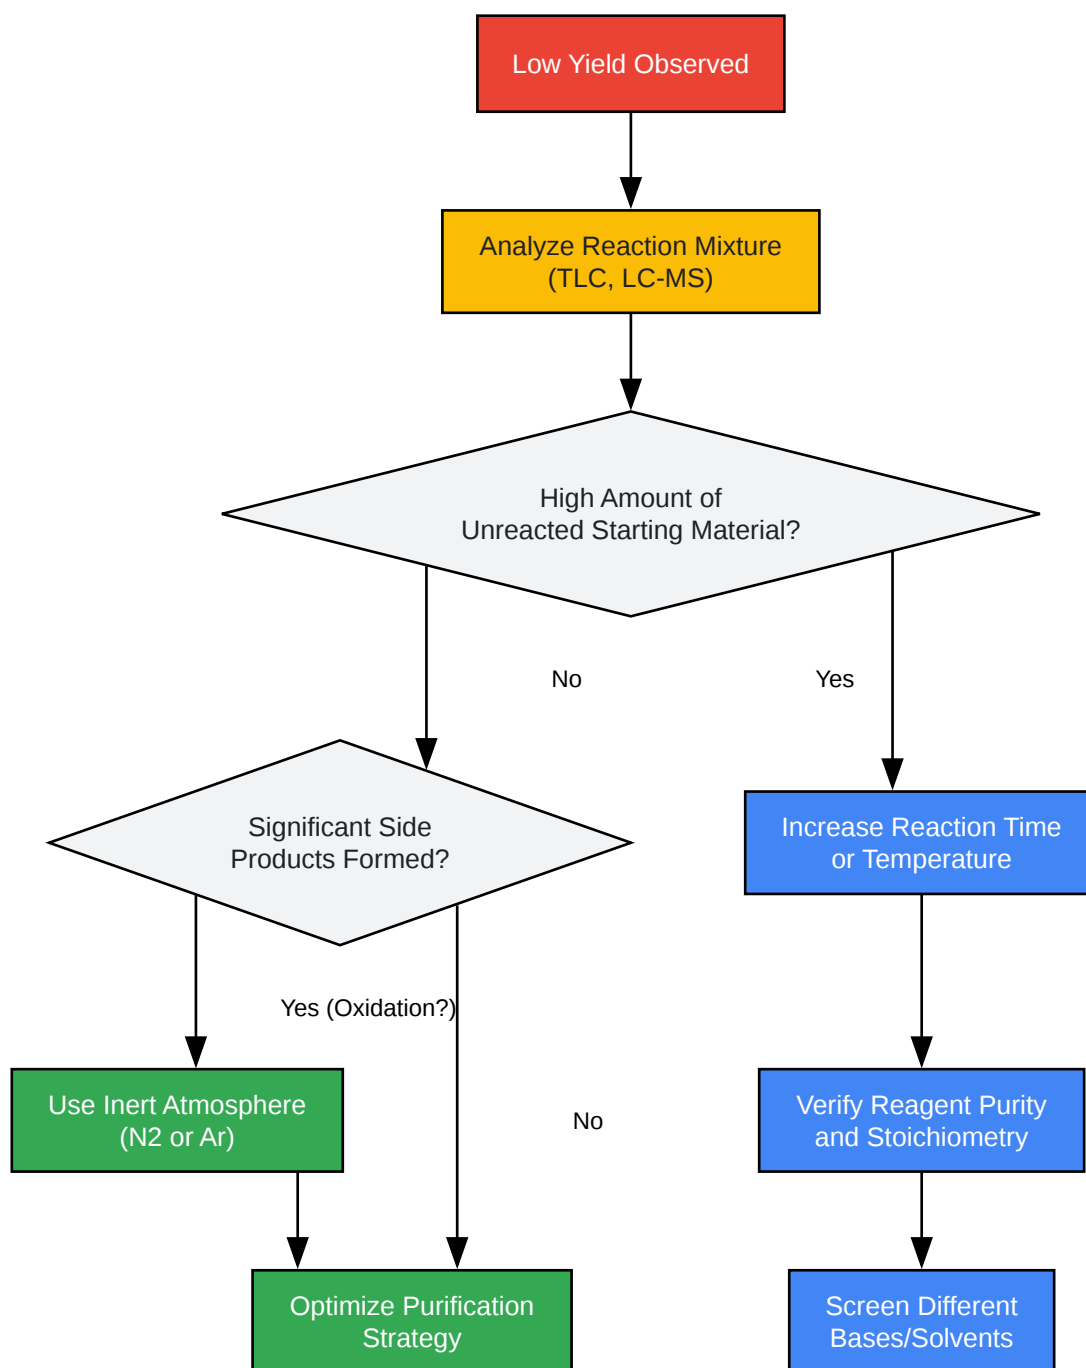 Low Yield Observed
Analyze Reaction Mixture
(TLC, LC-MS)
High Amount of
Unreacted Starting Material?
No
Yes
Significant Side
Products Formed?
Increase Reaction Time
or Temperature
Yes (Oxidation?)
Use Inert Atmosphere
(N2 or Ar)
No
Verify Reagent Purity
and Stoichiometry
Optimize Purification
Strategy
Screen Different
Bases/Solvents